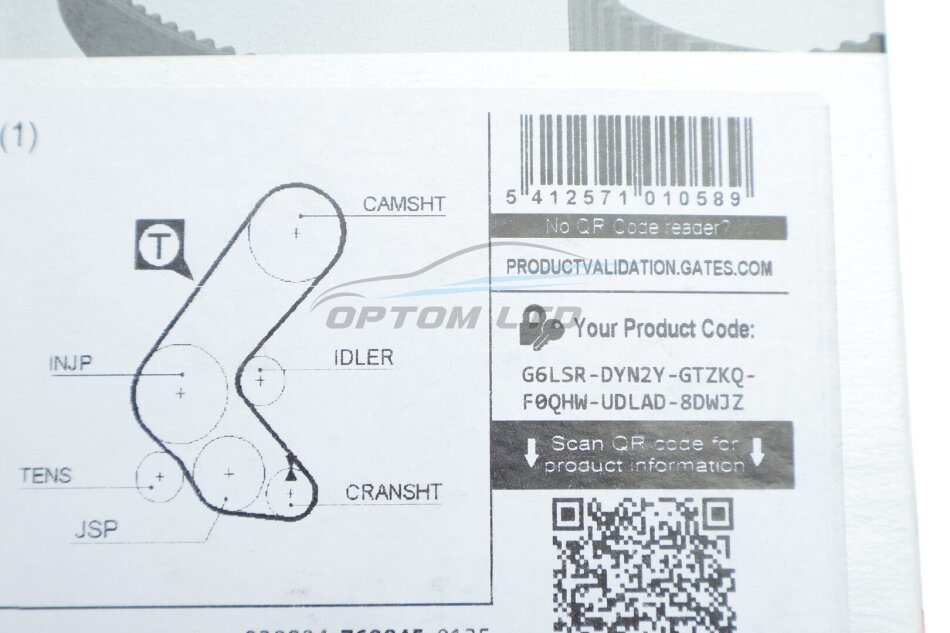 (1)
CAMSHT
T
INJP
IDLER
TENS
CRANSHT
JSP
5 412571 010589
No QR Code reader?
PRODUCTVALIDATION.GATES.COM
OPTOM LTD
Your Product Code:
G6LSR-DYN2Y-GTZKQ-
F0QHW-UDLAD-8DWJZ
Scan QR code for
product information